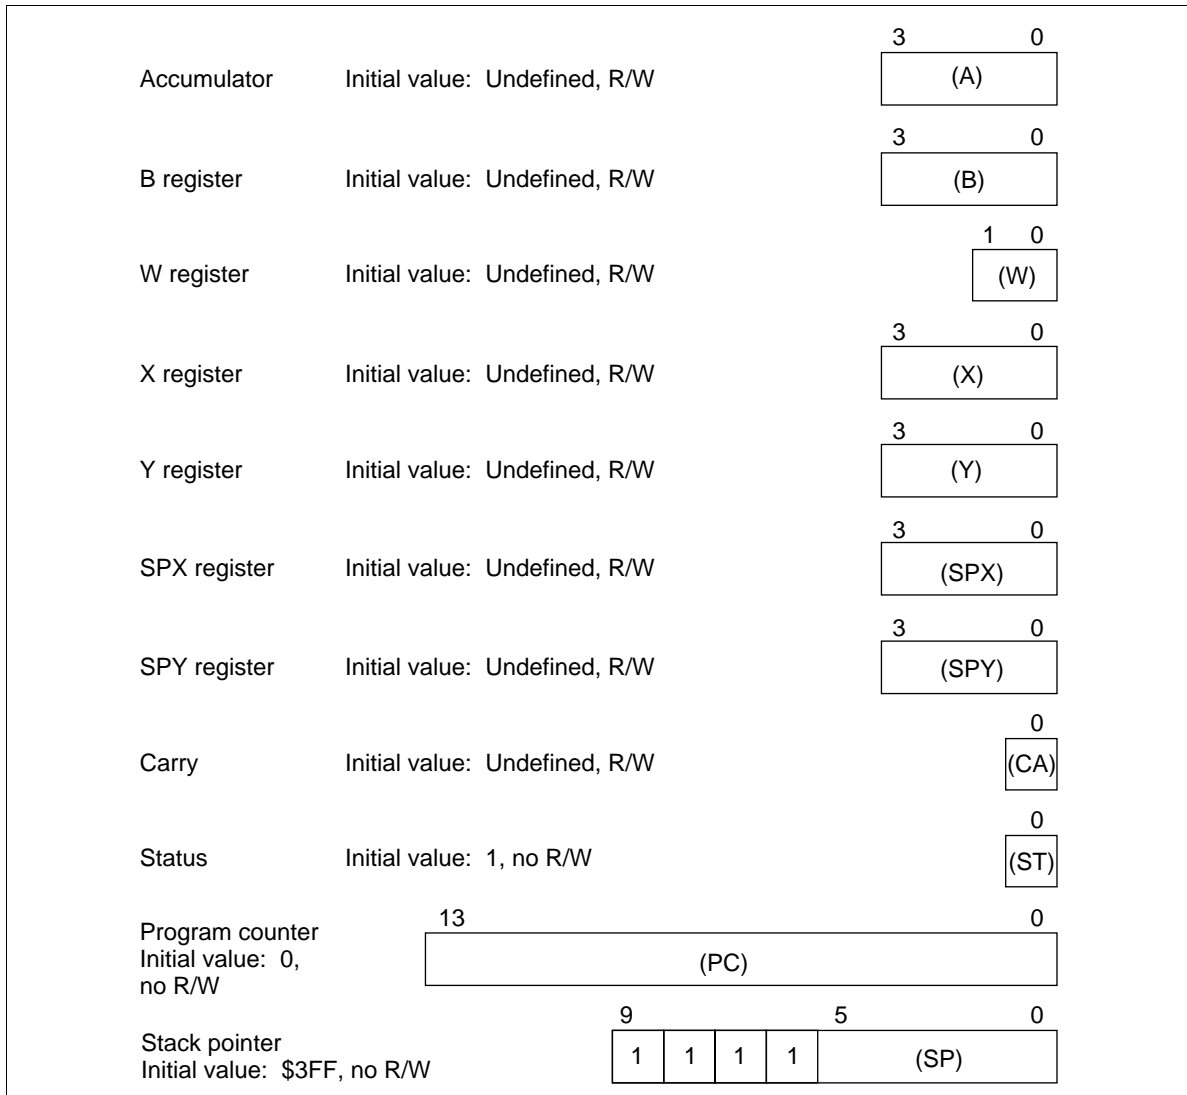 3 0
Accumulator Initial value: Undefined, R/W (A)
3 0
B register Initial value: Undefined, R/W (B)
1 0
W register Initial value: Undefined, R/W (W)
3 0
X register Initial value: Undefined, R/W (X)
3 0
Y register Initial value: Undefined, R/W (Y)
3 0
SPX register Initial value: Undefined, R/W (SPX)
3 0
SPY register Initial value: Undefined, R/W (SPY)
0
Carry Initial value: Undefined, R/W (CA)
0
Status Initial value: 1, no R/W (ST)
13 0
Program counter
Initial value: 0,
no R/W
(PC)
9 5 0
Stack pointer
Initial value: $3FF, no R/W
1 1 1 1 (SP)